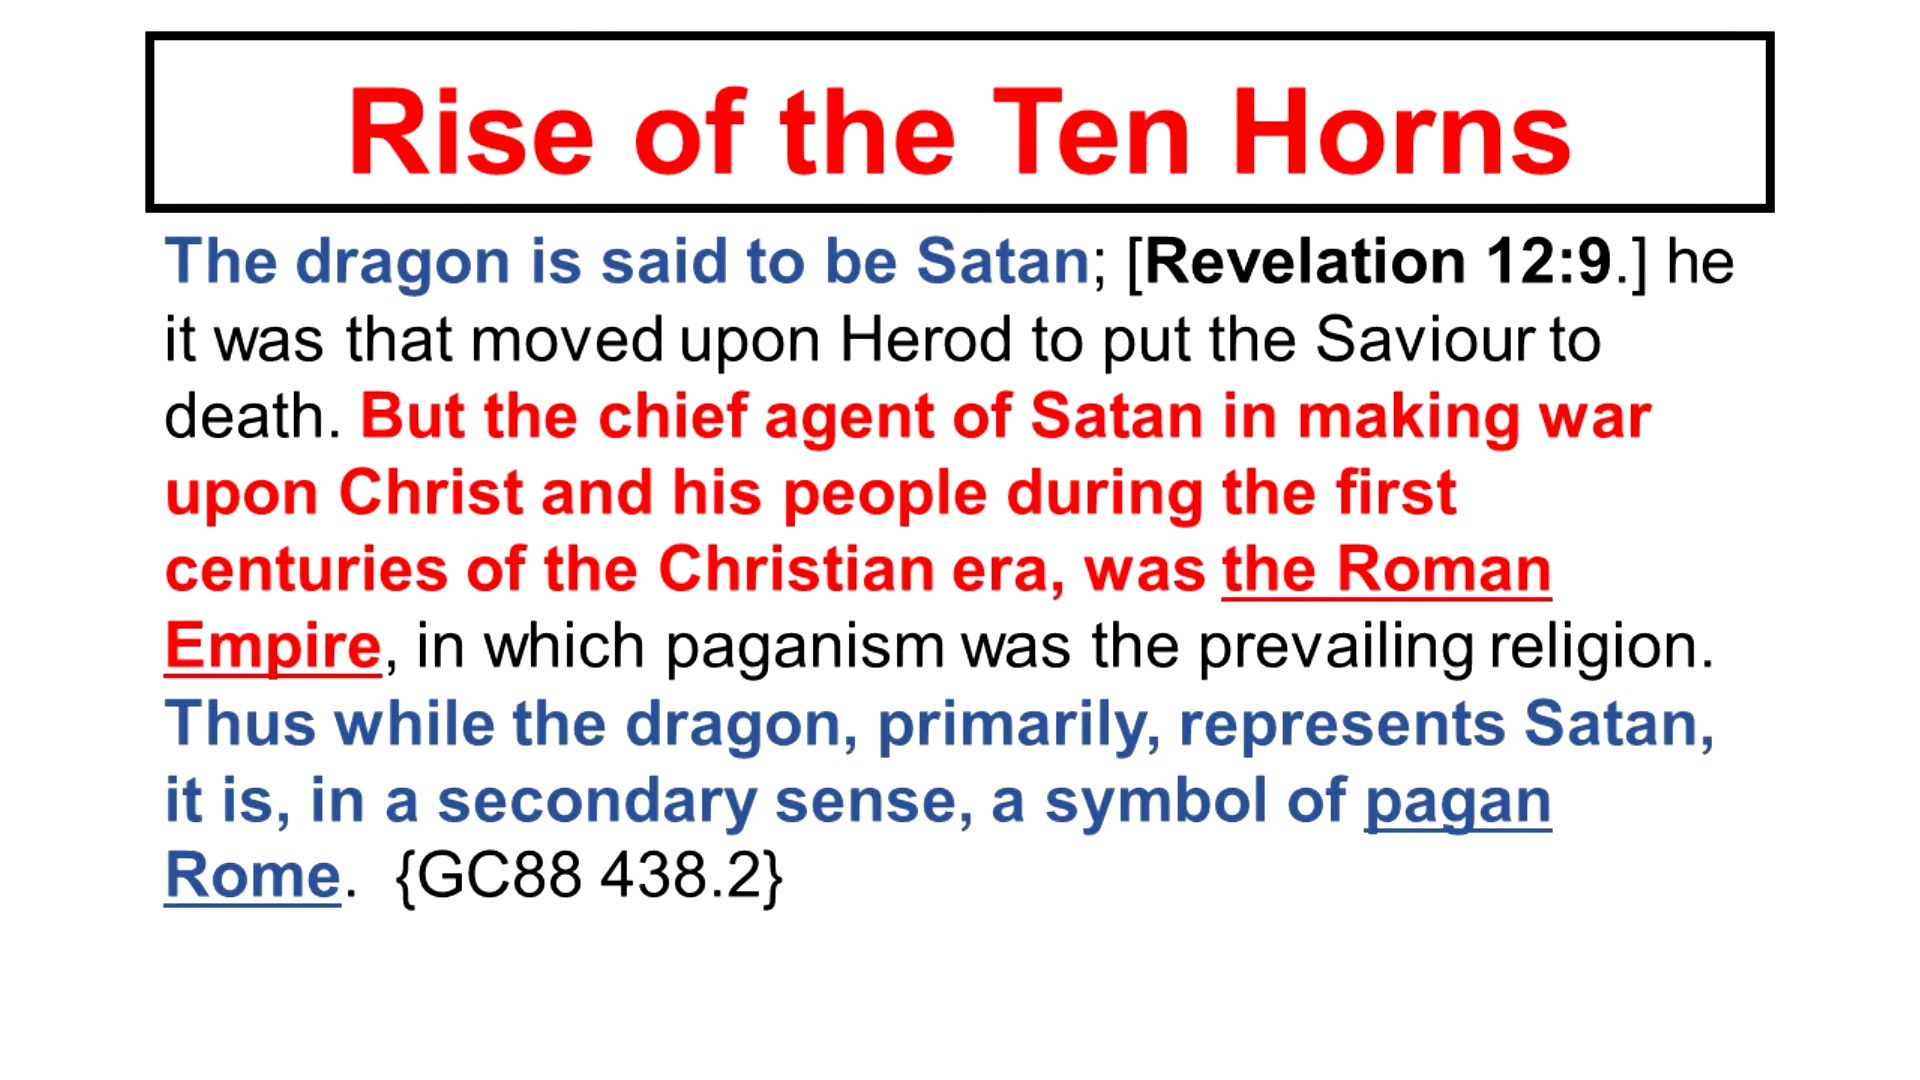 Rise of the Ten Horns
The dragon is said to be Satan; [Revelation 12:9.] he
it was that moved upon Herod to put the Saviour to
death. But the chief agent of Satan in making war
upon Christ and his people during the first
centuries of the Christian era, was the Roman
Empire, in which paganism was the prevailing religion.
Thus while the dragon, primarily, represents Satan,
it is, in a secondary sense, a symbol of pagan
Rome.  {GC88 438.2}